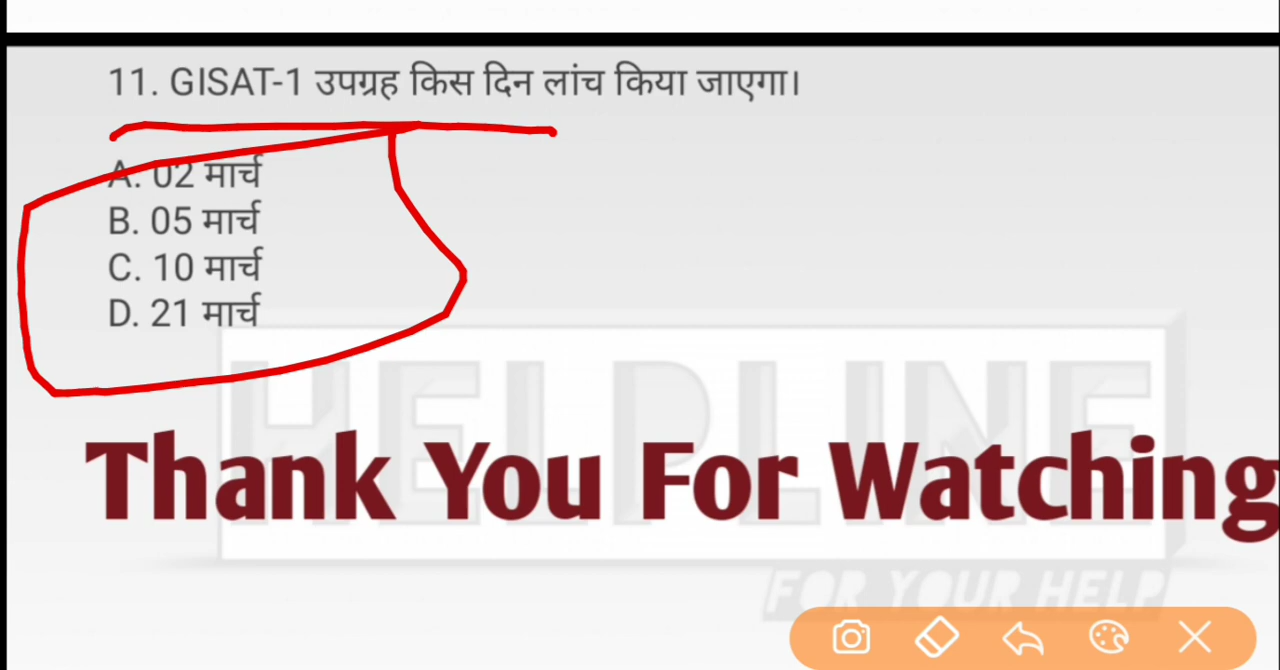 11. GISAT-1 उपग्रह किस दिन लांच किया जाएगा।
A. 02 मार्च
B. 05 मार्च
C. 10 मार्च
D. 21 मार्च
HELPLINE
Thank You For Watching
FOR YOUR HELP